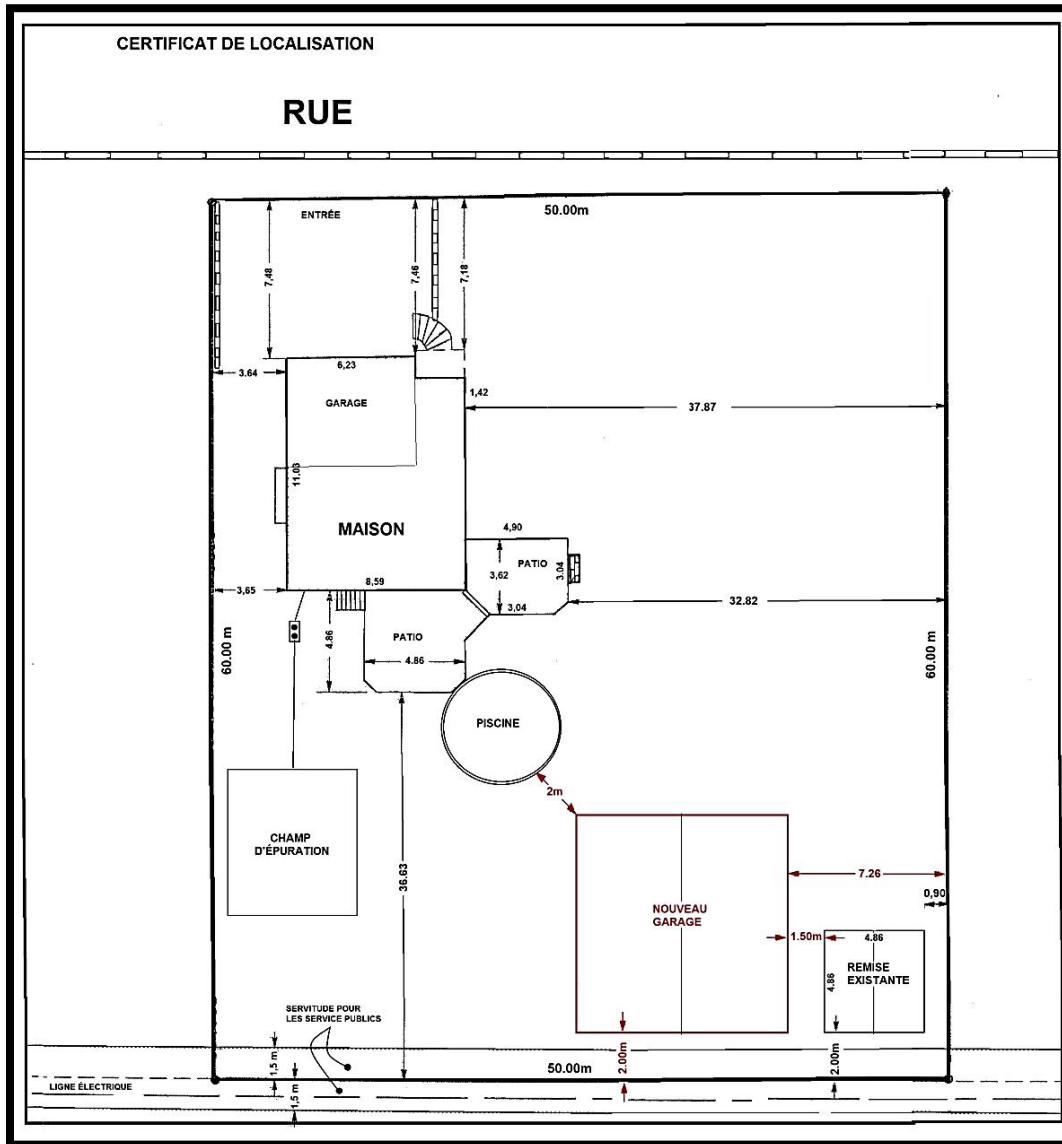 CERTIFICAT DE LOCALISATION
RUE
50.00m
ENTRÉE
7,48
7,46
7,18
3.64
6,23
1,42
GARAGE
37.87
11,03
MAISON
4,90
PATIO
3,62
3.04
3,65
8,59
3,04
32.82
60.00 m
4.86
PATIO
4.86
60.00 m
PISCINE
2m
CHAMP
D'ÉPURATION
36.63
7.26
0,90
NOUVEAU
GARAGE
1.50m
4.86
REMISE
EXISTANTE
4.86
SERVITUDE POUR
LES SERVICE PUBLICS
1,5 m
50.00m
2.00m
2.00m
LIGNE ÉLECTRIQUE
1,5 m